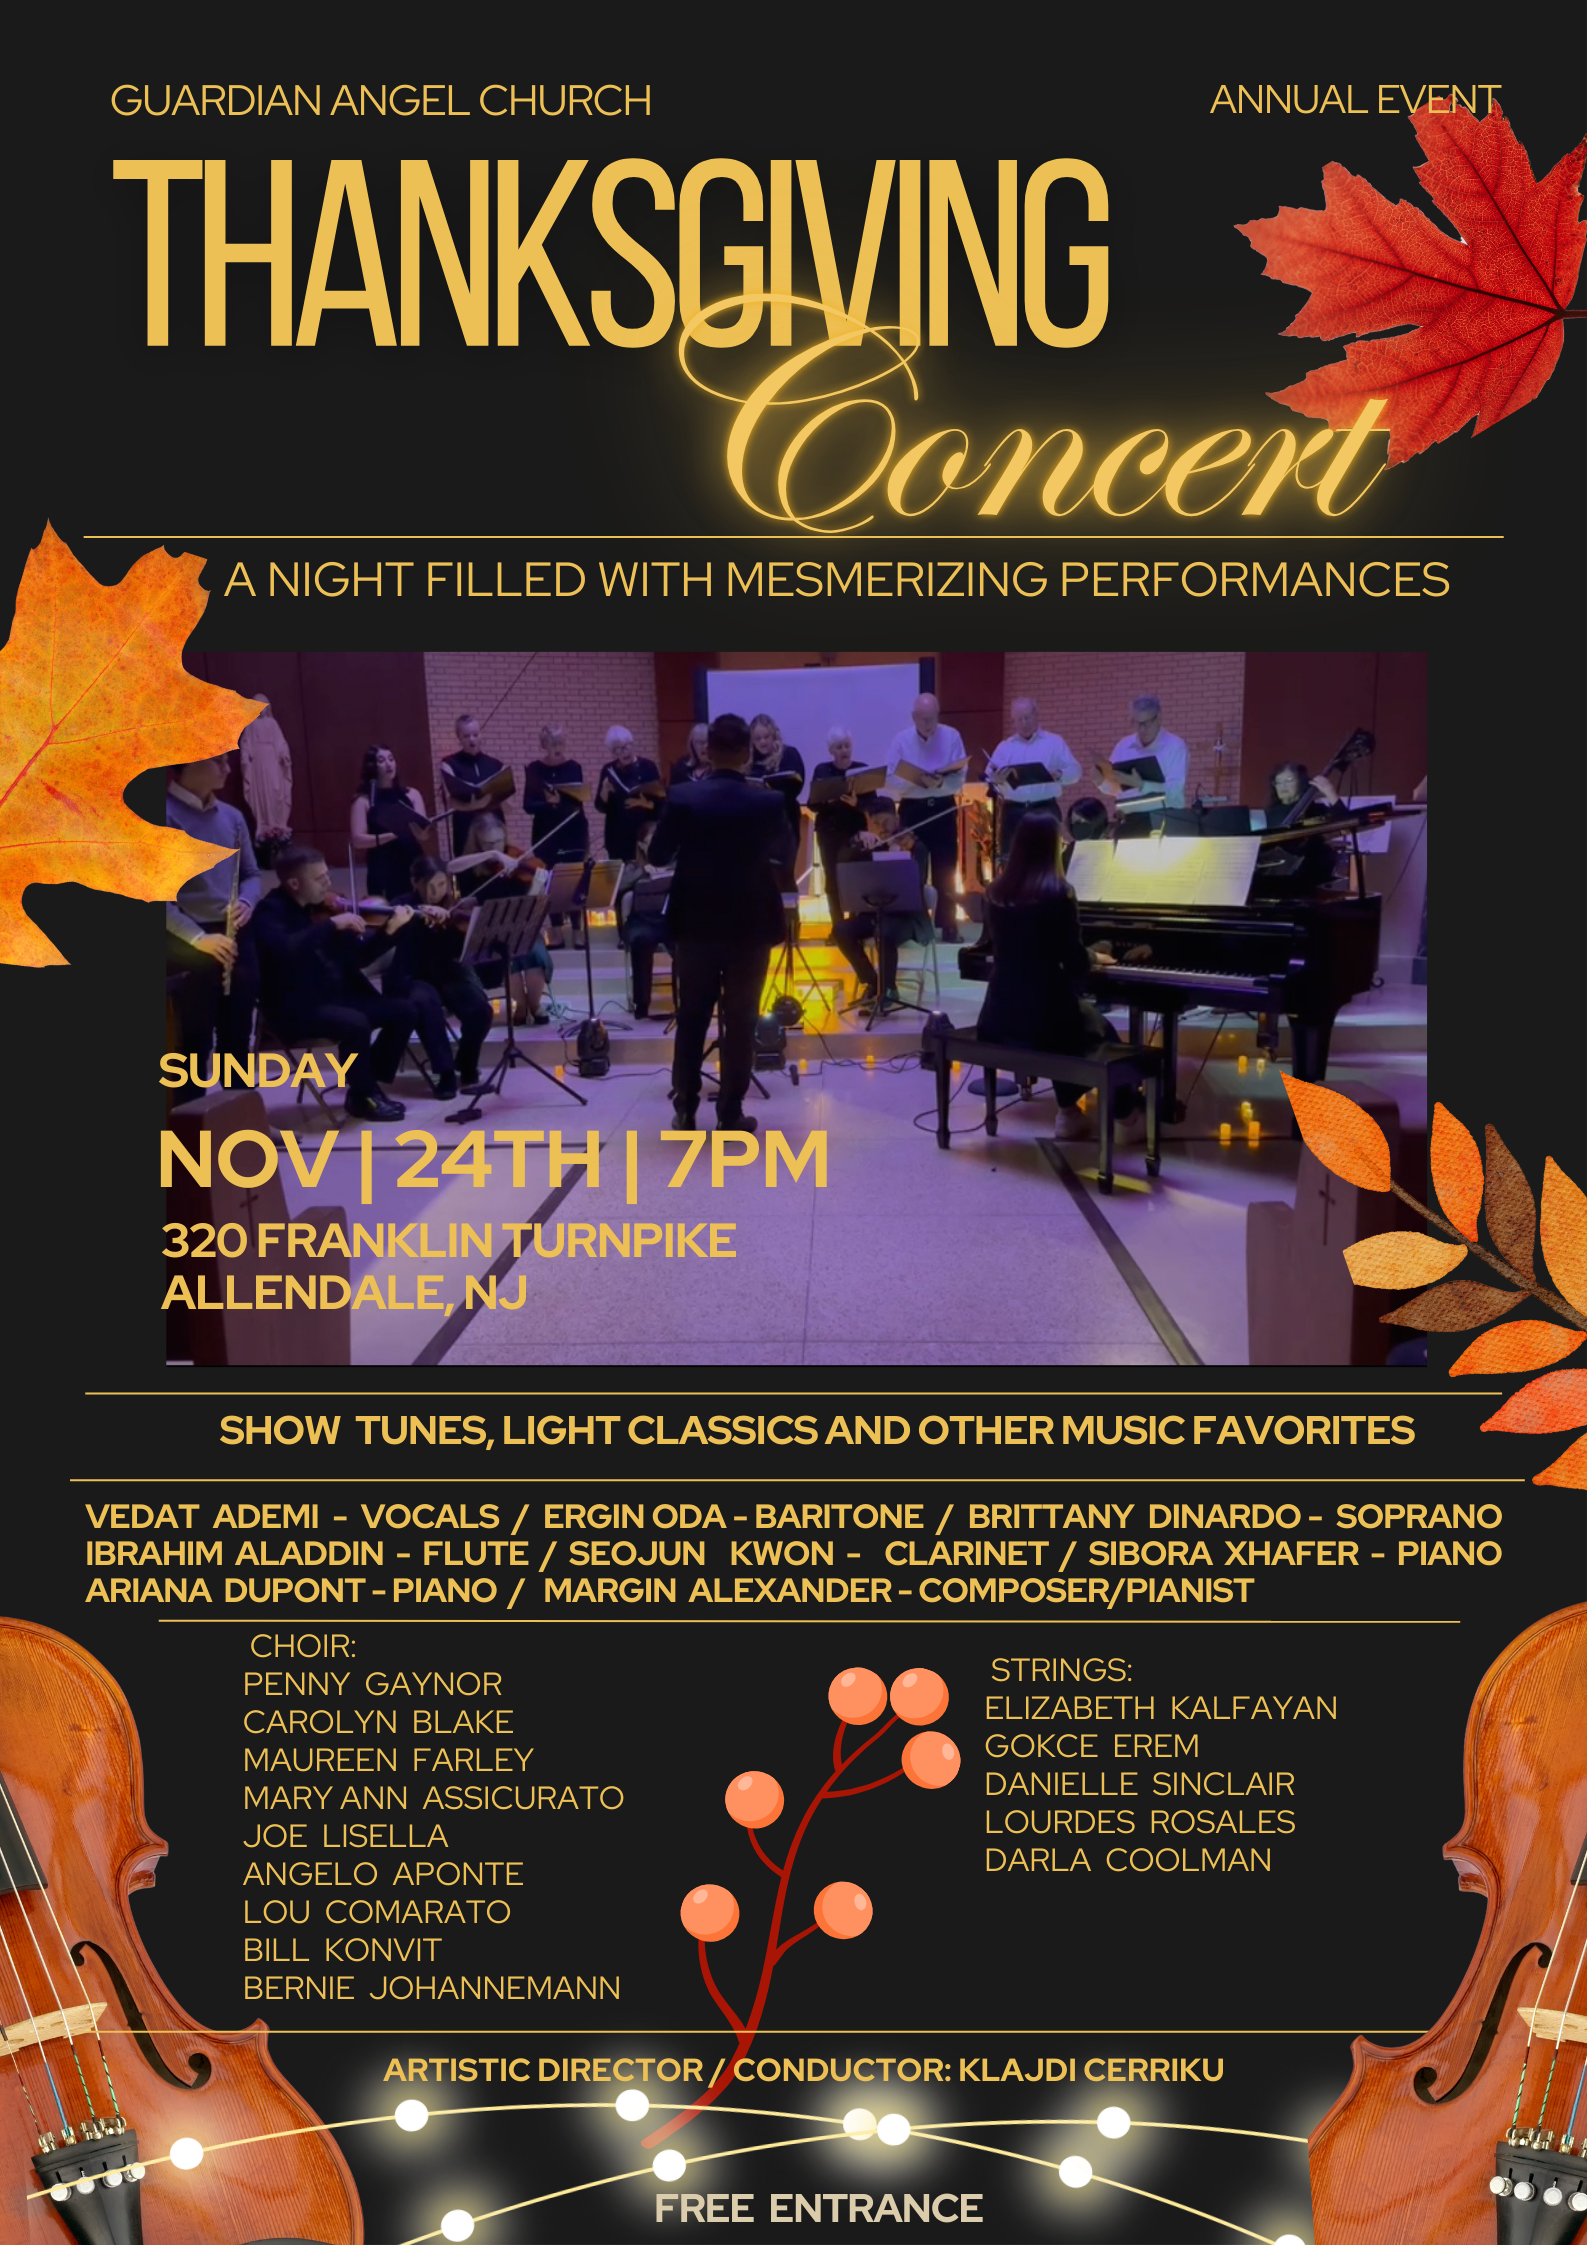 GUARDIAN ANGEL CHURCH
ANNUAL EVENT
THANKSGIVING
Concert
A NIGHT FILLED WITH MESMERIZING PERFORMANCES
SUNDAY
NOV | 24TH | 7PM
320 FRANKLIN TURNPIKE
ALLENDALE, NJ
SHOW TUNES, LIGHT CLASSICS AND OTHER MUSIC FAVORITES
VEDAT ADEMI - VOCALS / ERGIN ODA - BARITONE / BRITTANY DINARDO - SOPRANO
IBRAHIM ALADDIN - FLUTE / SEOJUN KWON - CLARINET / SIBORA XHAFER - PIANO
ARIANA DUPONT - PIANO / MARGIN ALEXANDER - COMPOSER/PIANIST
CHOIR:
PENNY GAYNOR
CAROLYN BLAKE
MAUREEN FARLEY
MARY ANN ASSICURATO
JOE LISELLA
ANGELO APONTE
LOU COMARATO
BILL KONVIT
BERNIE JOHANNEMANN
STRINGS:
ELIZABETH KALFAYAN
GOKCE EREM
DANIELLE SINCLAIR
LOURDES ROSALES
DARLA COOLMAN
ARTISTIC DIRECTOR / CONDUCTOR: KLAJDI CERRIKU
FREE ENTRANCE